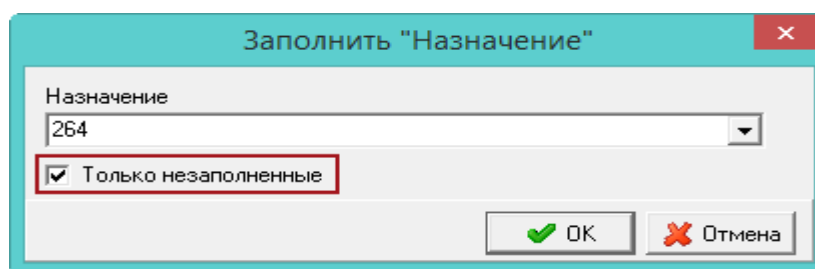 Заполнить "Назначение"
Назначение
264
Только незаполненные
OK Отмена